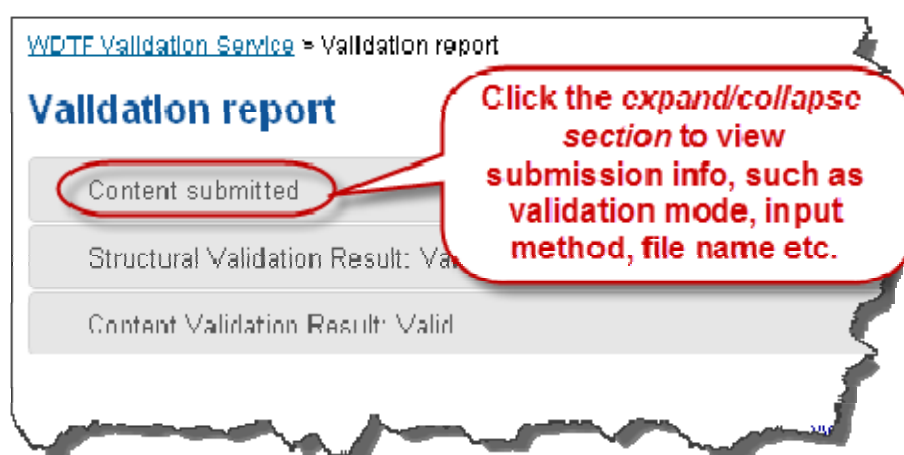 WDTF Validation Service > Validation report
Validation report
Click the expand/collapse
section to view
submission info, such as
validation mode, input
method, file name etc.
Content submitted
Structural Validation Result:
Content Validation Result: Valid